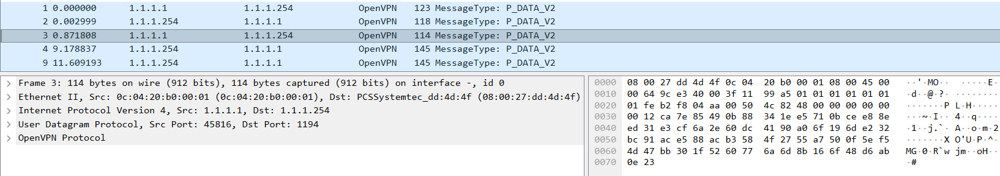 1 0.000000 1.1.1.1 1.1.1.254 OpenVPN 123 MessageType: P_DATA_V2
2 0.002999 1.1.1.254 1.1.1.1 OpenVPN 118 MessageType: P_DATA_V2
3 0.871808 1.1.1.1 1.1.1.254 OpenVPN 114 MessageType: P_DATA_V2
4 9.178837 1.1.1.254 1.1.1.1 OpenVPN 145 MessageType: P_DATA_V2
9 11.609193 1.1.1.254 1.1.1.1 OpenVPN 145 MessageType: P_DATA_V2
Frame 3: 114 bytes on wire (912 bits), 114 bytes captured (912 bits) on interface -, id 0
Ethernet II, Src: 0c:04:20:b0:00:01 (0c:04:20:b0:00:01), Dst: PCSSystemtec_dd:4d:4f (08:00:27:dd:4d:4f)
Internet Protocol Version 4, Src: 1.1.1.1, Dst: 1.1.1.254
User Datagram Protocol, Src Port: 45816, Dst Port: 1194
OpenVPN Protocol
0000 08 00 27 dd 4d 4f 0c 04 20 b0 00 01 08 00 45 00 ··'·MO·· ·····E·
0010 00 64 9c e3 40 00 3f 11 99 a5 01 01 01 01 01 01 ·d··@·?· ········
0020 01 fe b2 f8 04 aa 00 50 4c 82 48 00 00 00 00 00 ·······P L·H·····
0030 00 12 ca 7e 85 49 0b 88 34 1e e5 71 0b ce e8 8e ···~·I·· 4··q····
0040 ed 31 e3 cf 6a 2e 60 dc 41 90 a0 6f 19 6d e2 32 ·1··j.`· A··o·m·2
0050 bc 91 ac e5 88 ac b3 58 4f 27 55 a7 50 0f 5e f5 ·······X O'U·P·^·
0060 4d 47 bb 30 1f 52 60 77 6a 6d 8b 16 6f 48 d6 ab MG·0·R`w jm··oH··
0070 0e 23 ·#